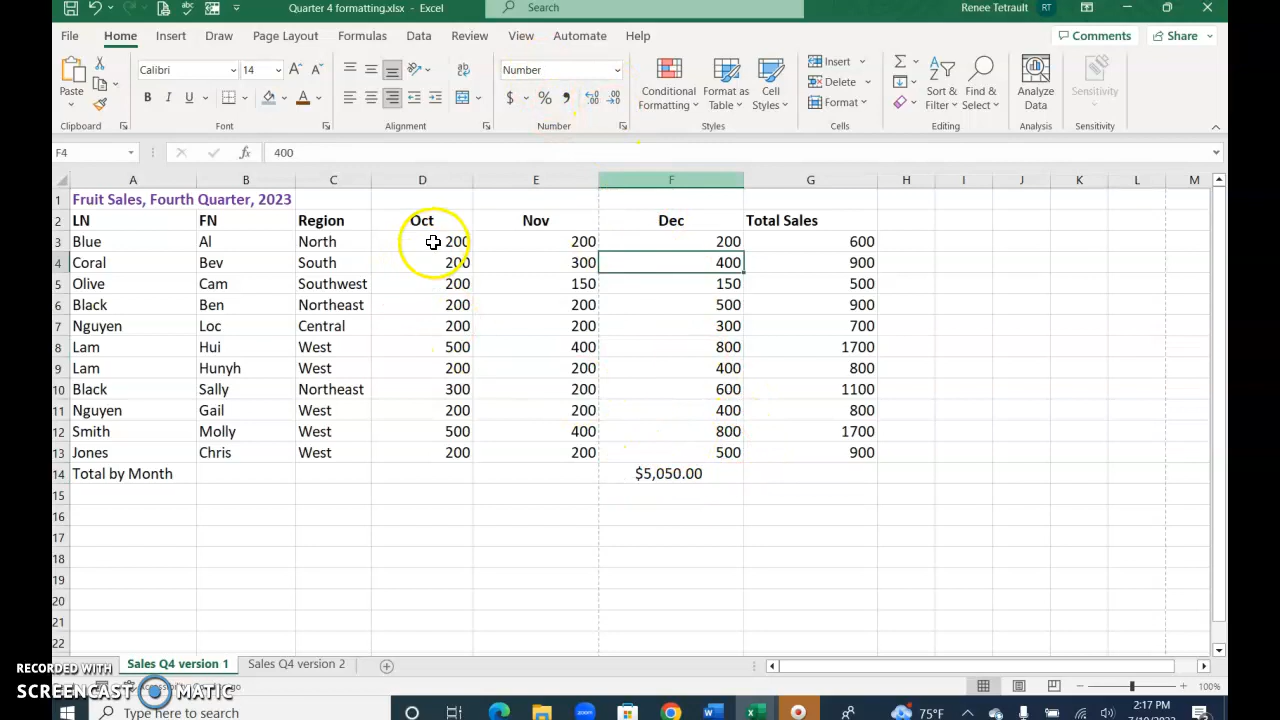 Quarter 4 formatting.xlsx - Excel
Search
Renee Tetrault RT
File Home Insert Draw Page Layout Formulas Data Review View Automate Help Comments Share
Paste
Clipboard
Calibri 14
B I U
Font
Alignment
Number
$ % ,
Number
Conditional Formatting
Format as Table
Cell Styles
Styles
Insert
Delete
Format
Cells
Sort & Filter
Find & Select
Editing
Analyze Data
Analysis
Sensitivity
Sensitivity
F4 fx 400
A B C D E F G H I J K L M
1 Fruit Sales, Fourth Quarter, 2023
2 LN FN Region Oct Nov Dec Total Sales
3 Blue Al North 200 200 200 600
4 Coral Bev South 200 300 400 900
5 Olive Cam Southwest 200 150 150 500
6 Black Ben Northeast 200 200 500 900
7 Nguyen Loc Central 200 200 300 700
8 Lam Hui West 500 400 800 1700
9 Lam Hunyh West 200 200 400 800
10 Black Sally Northeast 300 200 600 1100
11 Nguyen Gail West 200 200 400 800
12 Smith Molly West 500 400 800 1700
13 Jones Chris West 200 200 500 900
14 Total by Month $5,050.00
15
16
17
18
19
20
21
22
Sales Q4 version 1 Sales Q4 version 2
RECORDED WITH
SCREENCAST MATIC
100%
Type here to search
75°F
2:17 PM